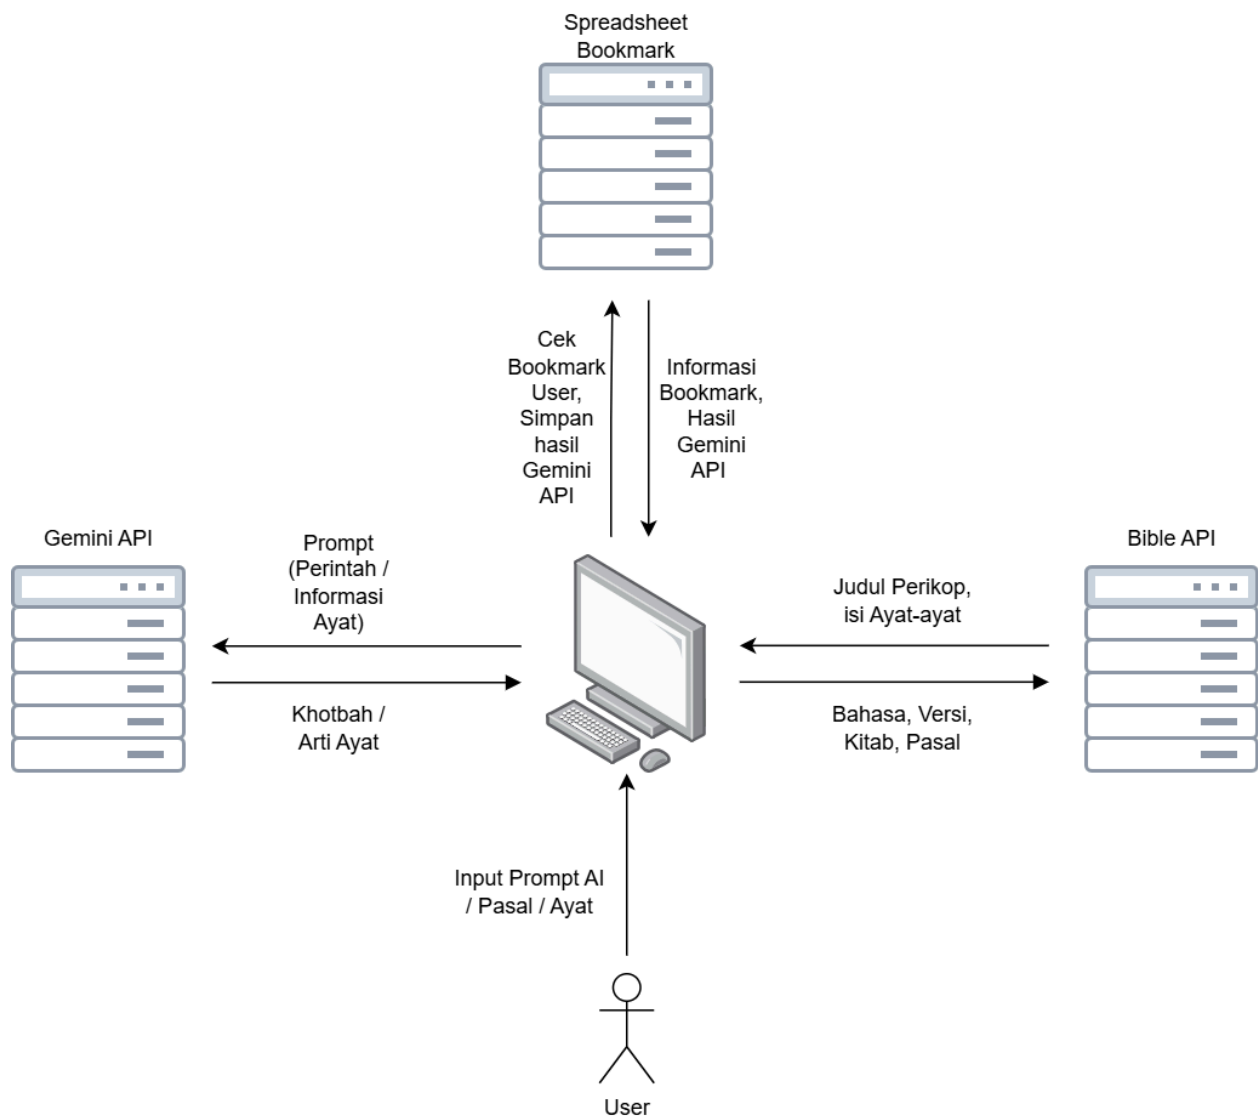 Spreadsheet
Bookmark
Cek
Bookmark
User,
Simpan
hasil
Gemini
API
Informasi
Bookmark,
Hasil
Gemini
API
Gemini API
Prompt
(Perintah /
Informasi
Ayat)
Khotbah /
Arti Ayat
Bible API
Judul Perikop,
isi Ayat-ayat
Bahasa, Versi,
Kitab, Pasal
Input Prompt AI
/ Pasal / Ayat
User